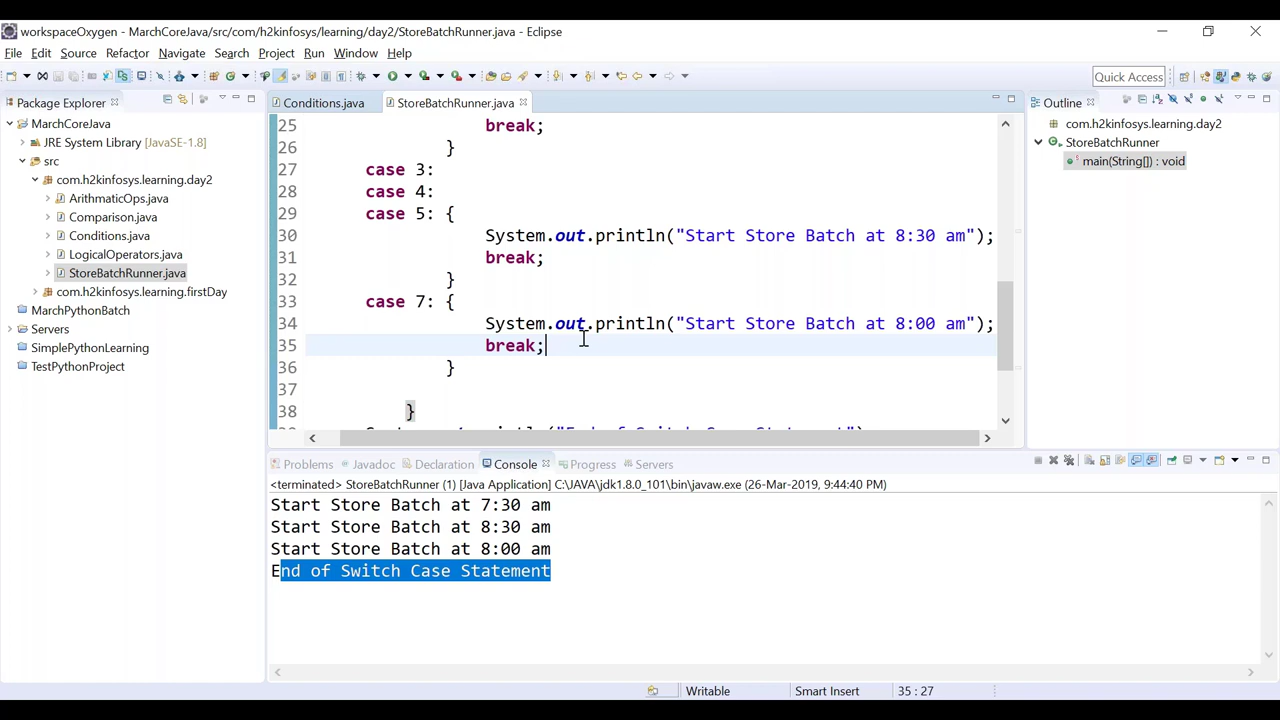 workspaceOxygen - MarchCoreJava/src/com/h2kinfosys/learning/day2/StoreBatchRunner.java - Eclipse
File Edit Source Refactor Navigate Search Project Run Window Help
Quick Access
Package Explorer
MarchCoreJava
JRE System Library [JavaSE-1.8]
src
com.h2kinfosys.learning.day2
ArithmaticOps.java
Comparison.java
Conditions.java
LogicalOperators.java
StoreBatchRunner.java
com.h2kinfosys.learning.firstDay
MarchPythonBatch
Servers
SimplePythonLearning
TestPythonProject
Conditions.java StoreBatchRunner.java
25 break;
26 }
27 case 3:
28 case 4:
29 case 5: {
30 System.out.println("Start Store Batch at 8:30 am");
31 break;
32 }
33 case 7: {
34 System.out.println("Start Store Batch at 8:00 am");
35 break;
36 }
37
38 }
Outline
com.h2kinfosys.learning.day2
StoreBatchRunner
main(String[]) : void
Problems Javadoc Declaration Console Progress Servers
<terminated> StoreBatchRunner (1) [Java Application] C:\JAVA\jdk1.8.0_101\bin\javaw.exe (26-Mar-2019, 9:44:40 PM)
Start Store Batch at 7:30 am
Start Store Batch at 8:30 am
Start Store Batch at 8:00 am
End of Switch Case Statement
Writable Smart Insert 35 : 27